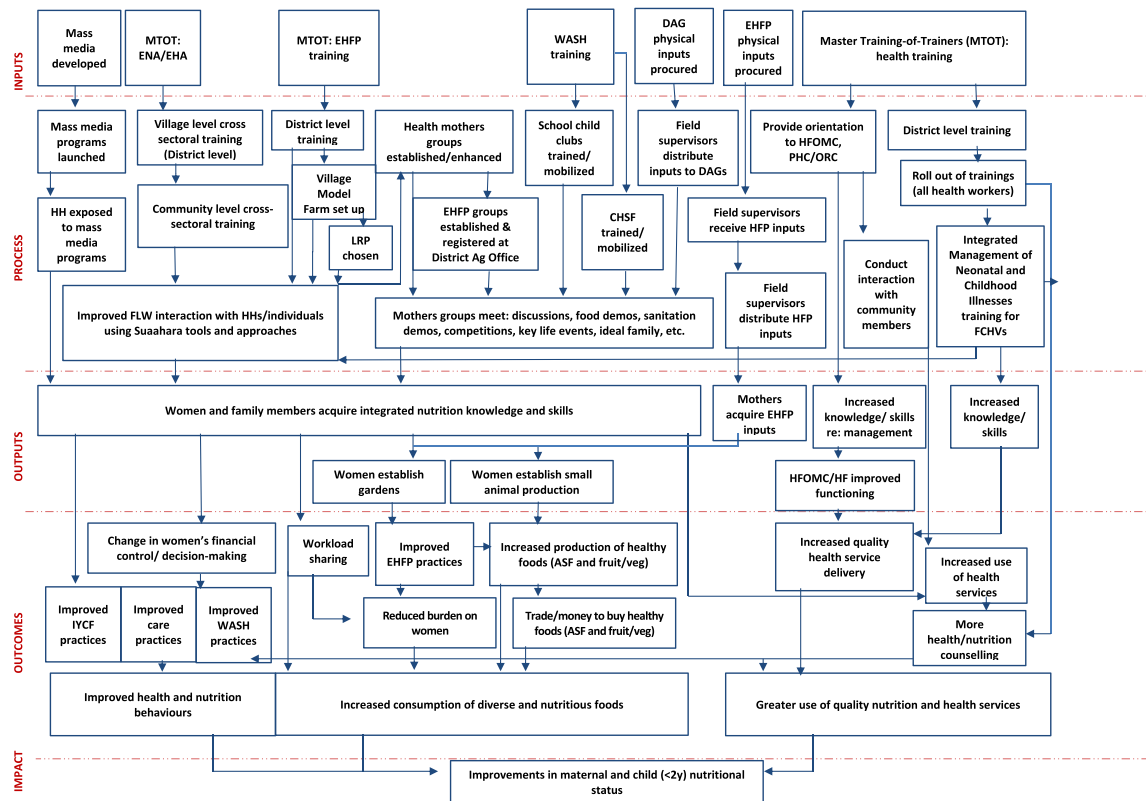 INPUTS
Mass
media
developed
MTOT:
ENA/EHA
MTOT: EHFP
training
WASH
training
DAG
physical
inputs
procured
EHFP
physical
inputs
procured
Master Training-of-Trainers (MTOT):
health training
PROCESS
Mass media
programs
launched
Village level cross
sectoral training
(District level)
District level
training
Health mothers
groups
established/enhanced
School child
clubs
trained/
mobilized
Field
supervisors
distribute
inputs to DAGs
Provide orientation
to HFOMC,
PHC/ORC
District level training
Village
Model
Farm set up
Roll out of trainings
(all health workers)
HH exposed
to mass
media
programs
Community level cross-
sectoral training
LRP
chosen
EHFP groups
established &
registered at
District Ag Office
CHSF
trained/
mobilized
Field supervisors
receive HFP inputs
Conduct
interaction
with
community
members
Integrated
Management of
Neonatal and
Childhood
Illnesses
training for
FCHVs
Improved FLW interaction with HHs/individuals
using Suaahara tools and approaches
Mothers groups meet: discussions, food demos, sanitation
demos, competitions, key life events, ideal family, etc.
Field
supervisors
distribute HFP
inputs
OUTPUTS
Women and family members acquire integrated nutrition knowledge and skills
Mothers
acquire EHFP
inputs
Increased
knowledge/ skills
re: management
Increased
knowledge/
skills
Women establish
gardens
Women establish small
animal production
HFOMC/HF improved
functioning
OUTCOMES
Change in women's financial
control/ decision-making
Workload
sharing
Improved
EHFP practices
Increased production of healthy
foods (ASF and fruit/veg)
Increased quality
health service
delivery
Increased use
of health
services
Improved
IYCF
practices
Improved
care
practices
Improved
WASH
practices
Reduced burden on
women
Trade/money to buy healthy
foods (ASF and fruit/veg)
More
health/nutrition
counselling
Improved health and nutrition
behaviours
Increased consumption of diverse and nutritious foods
Greater use of quality nutrition and health services
IMPACT
Improvements in maternal and child (<2y) nutritional
status